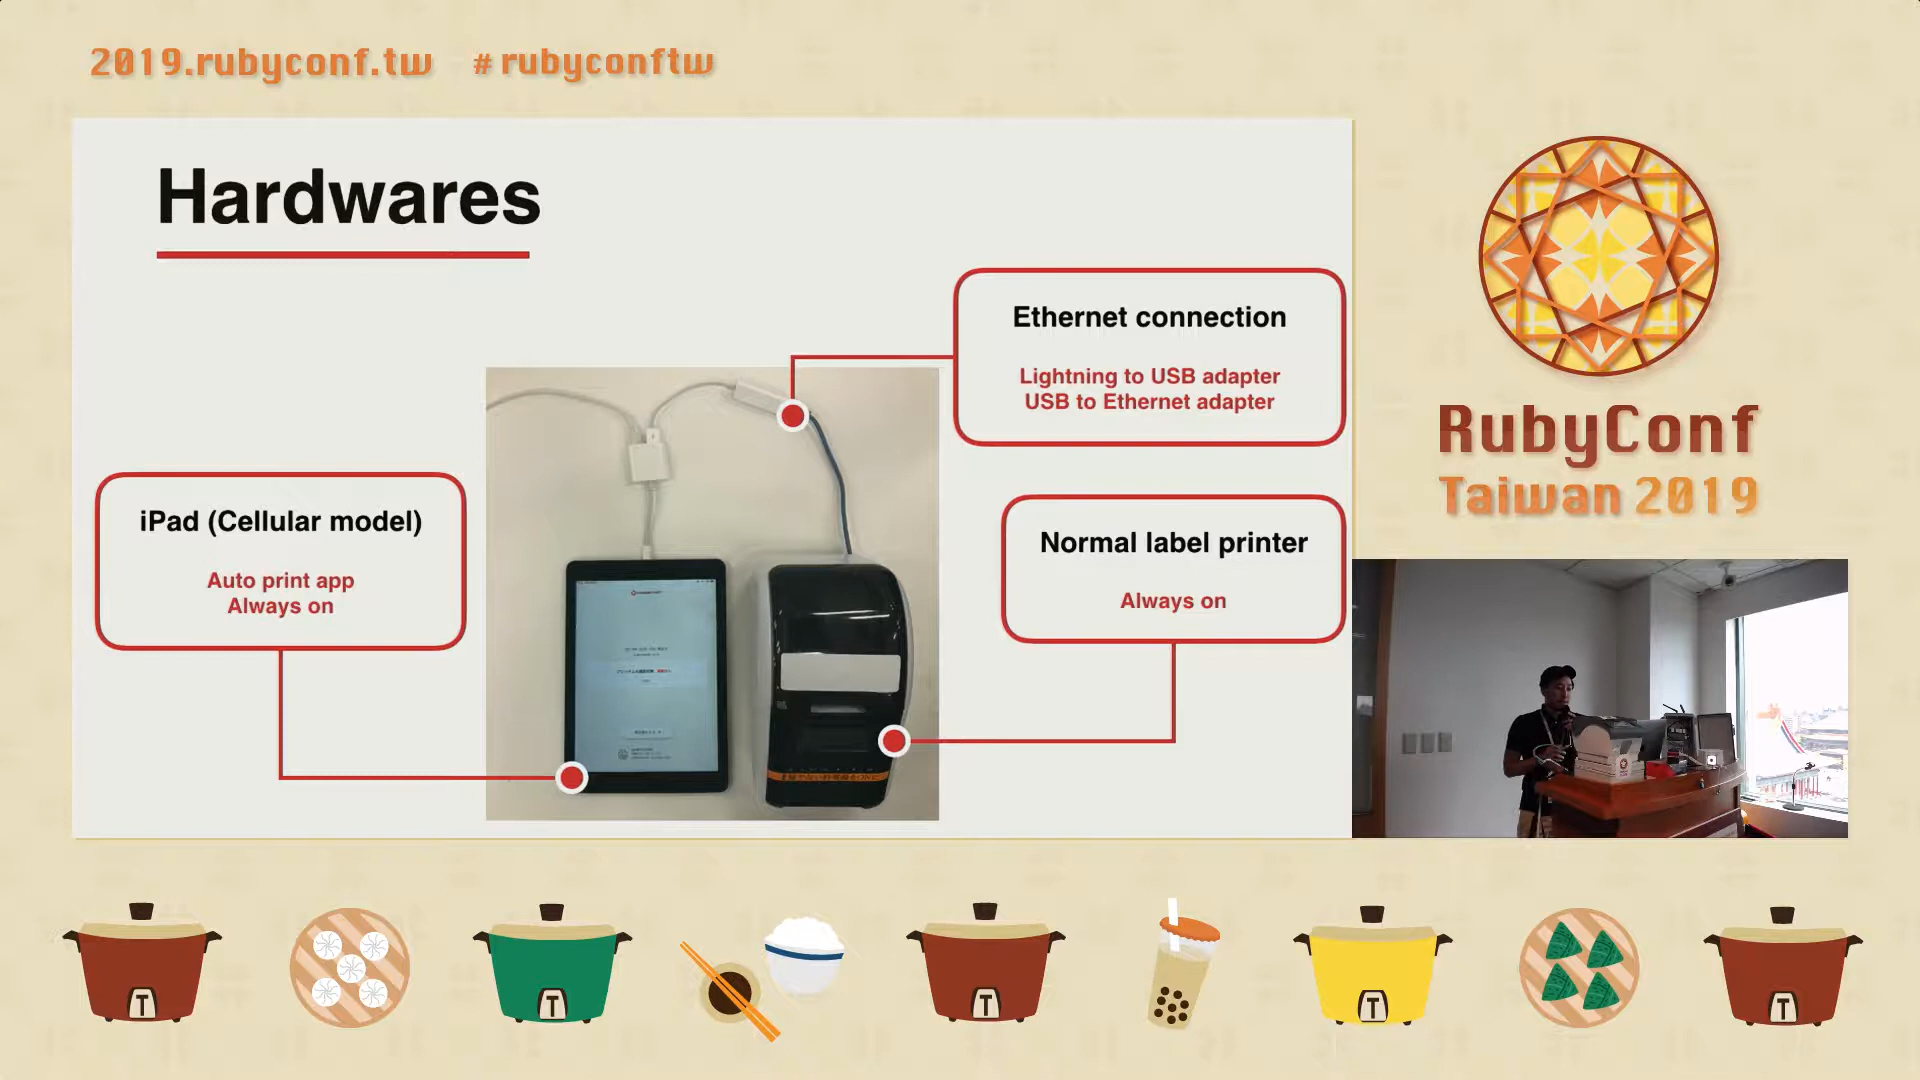 2019.rubyconf.tw #rubyconftw
Hardwares
Ethernet connection
Lightning to USB adapter
USB to Ethernet adapter
iPad (Cellular model)
Auto print app
Always on
Normal label printer
Always on
RubyConf
Taiwan 2019
T
T
T
T
T